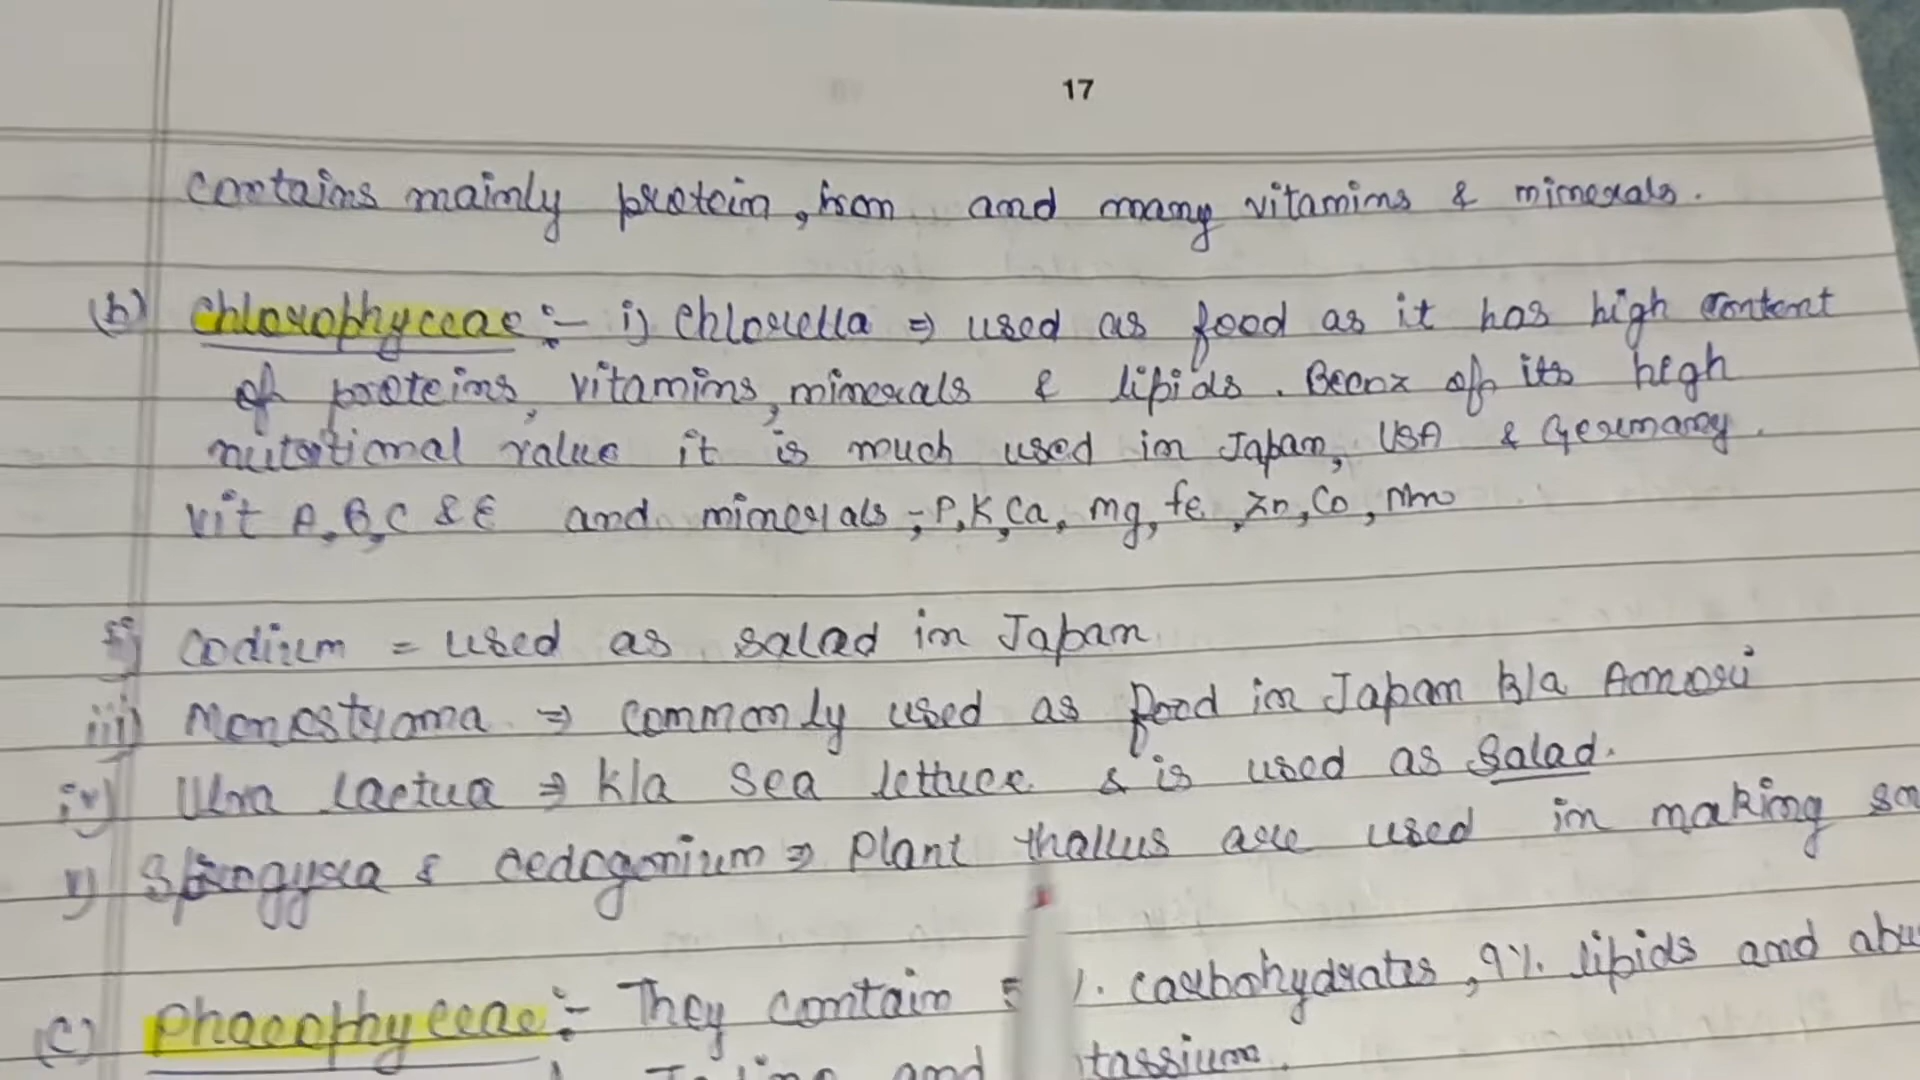 17
contains mainly protein, iron and many vitamins & minerals.
(b) Chlorophyceae :- i) Chlorella ⇒ used as food as it has high content
of proteins, vitamins, minerals & lipids. Becoz of its high
nutritional value it is much used in Japan, USA & Germany.
vit A, B, C & E and minerals ; P, K, Ca, mg, fe, Zn, Co, Mn
ii) Codium = used as salad in Japan
iii) Monostroma ⇒ commonly used as food in Japan k/a Aonori
iv) Ulva lactua ⇒ k/a sea lettuce & is used as salad.
v) Spirogyra & oedogonium ⇒ plant thallus are used in making
(c) Phaeophyceae :- They contain carbohydrates, 9%. lipids and
and tassium.